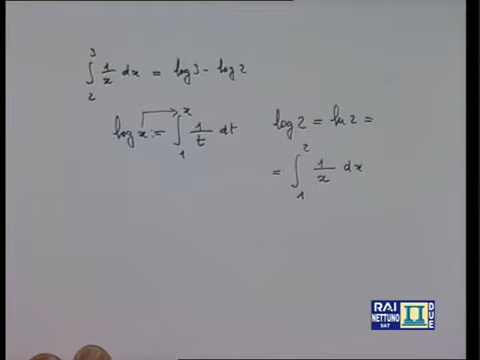 ∫₂³ 1/x dx = log 3 - log 2
log x := ∫₁ˣ 1/t dt
log 2 = ln 2 =
= ∫₁² 1/x dx
RAI
NETTUNO
SAT
DUE